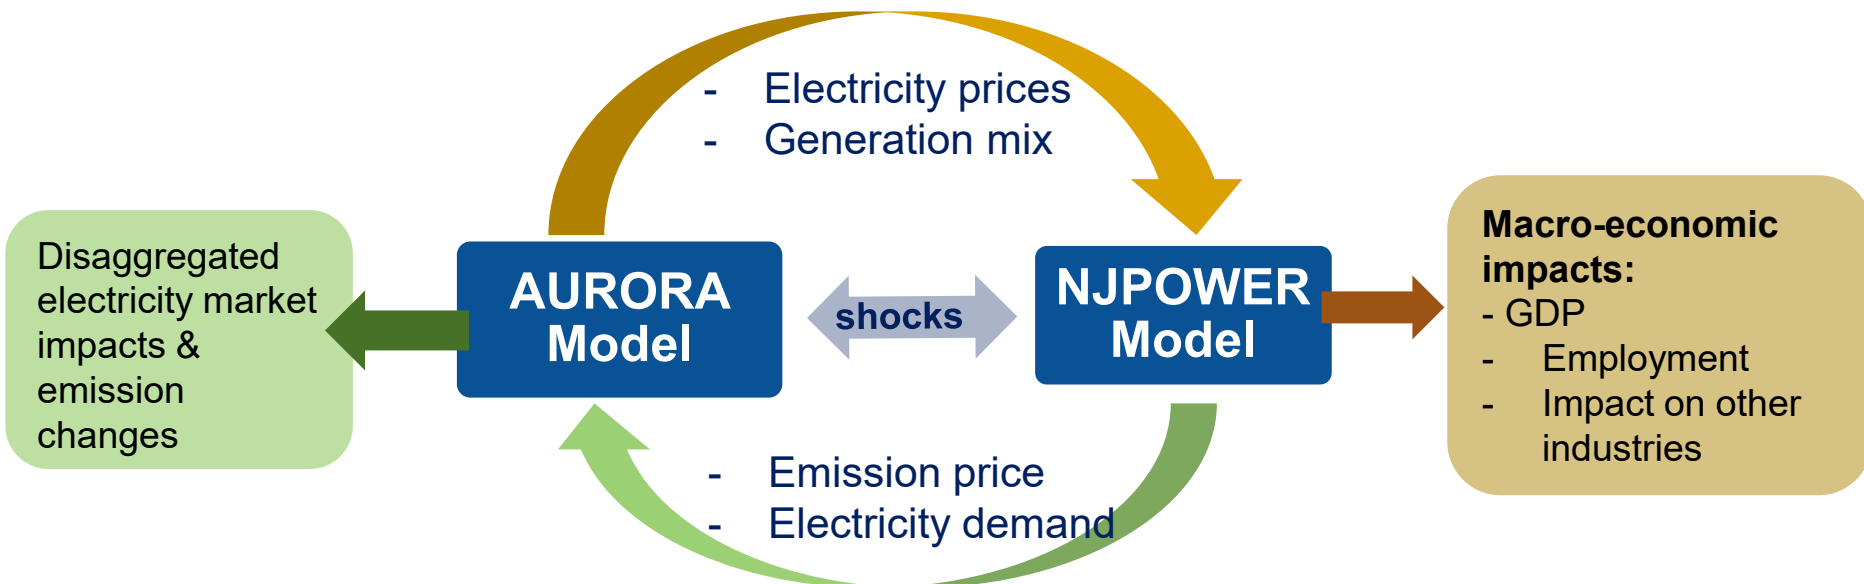 - Electricity prices
- Generation mix
Disaggregated
electricity market
impacts &
emission
changes
AURORA
Model
shocks
NJPOWER
Model
Macro-economic
impacts:
- GDP
- Employment
- Impact on other
industries
- Emission price
- Electricity demand